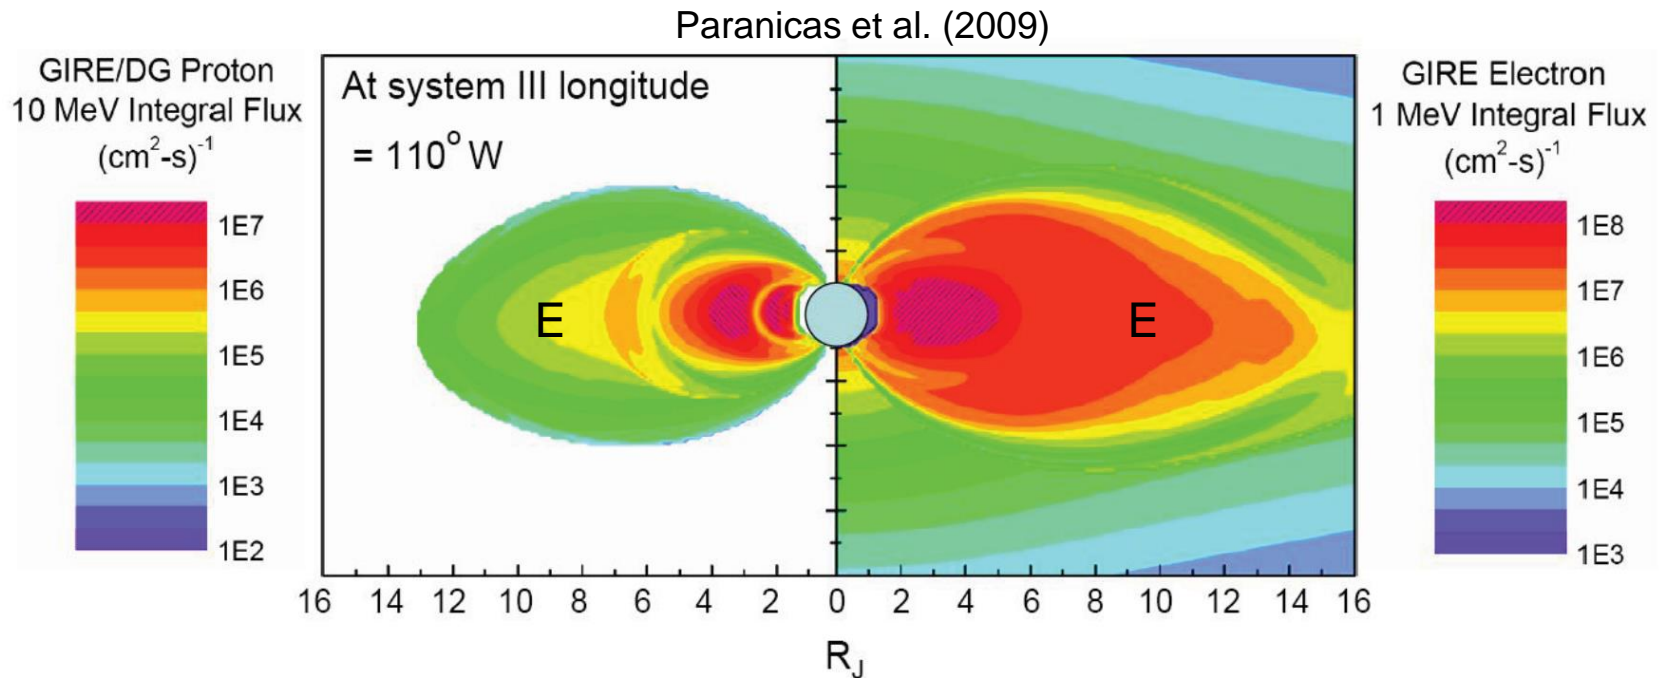 Paranicas et al. (2009)
GIRE/DG Proton
10 MeV Integral Flux
(cm²-s)⁻¹
1E7
1E6
1E5
1E4
1E3
1E2
At system III longitude
= 110° W
E
E
GIRE Electron
1 MeV Integral Flux
(cm²-s)⁻¹
1E8
1E7
1E6
1E5
1E4
1E3
16 14 12 10 8 6 4 2 0 2 4 6 8 10 12 14 16
R_J